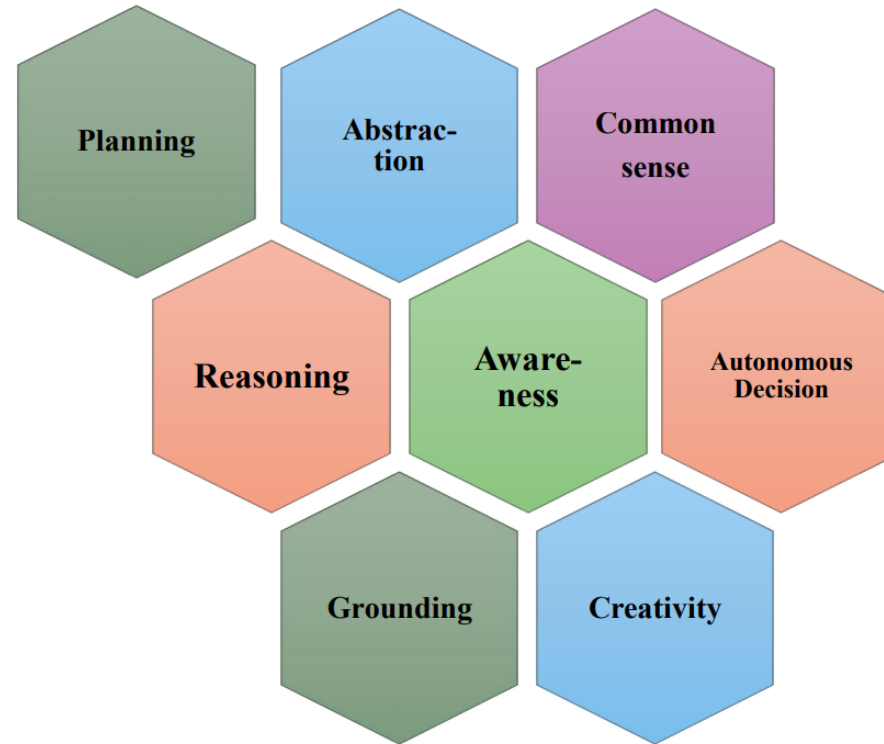 Planning
Abstrac-
tion
Common
sense
Reasoning
Aware-
ness
Autonomous
Decision
Grounding
Creativity